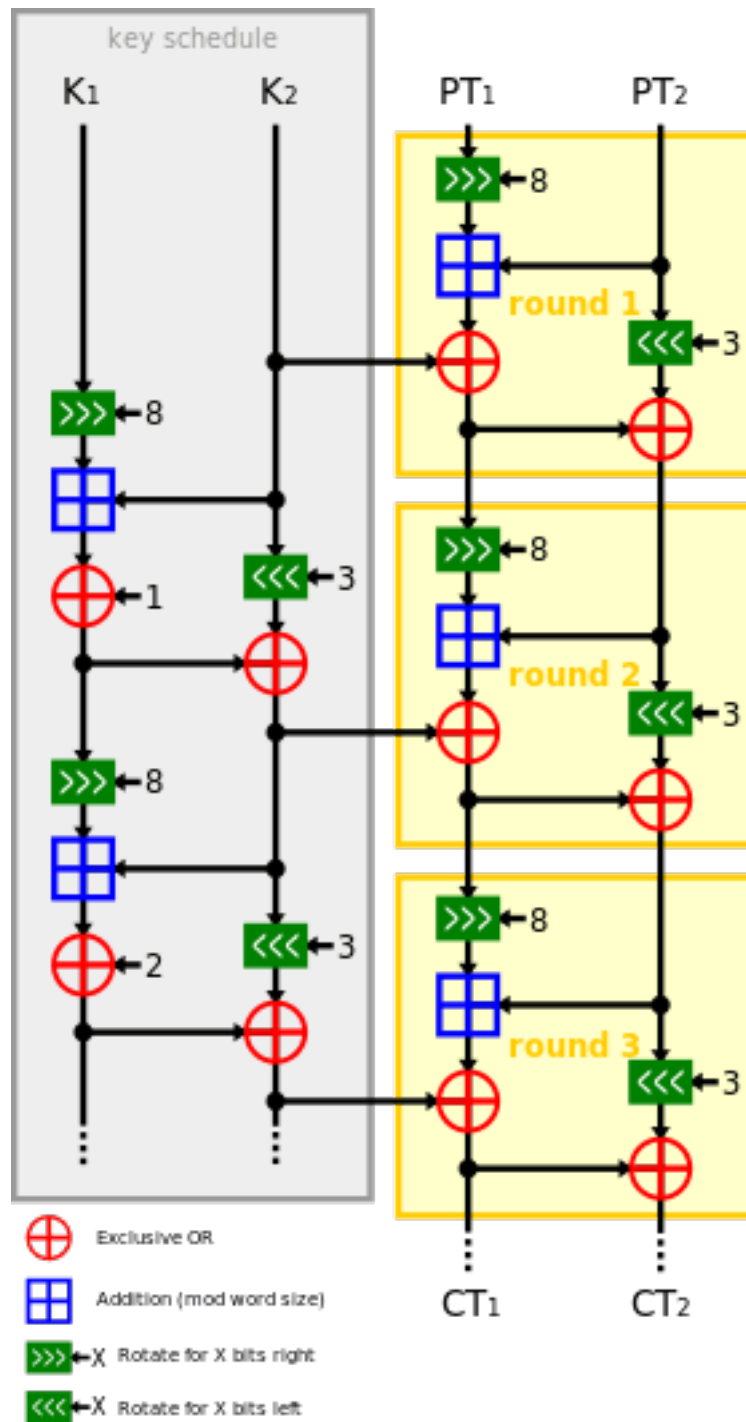 key schedule
K1 K2 PT1 PT2
>>> 8
round 1
<<< 3
>>> 8
<<< 3
1
>>> 8
round 2
<<< 3
>>> 8
<<< 3
2
>>> 8
round 3
<<< 3
Exclusive OR
Addition (mod word size)
CT1 CT2
>>> X Rotate for X bits right
<<< X Rotate for X bits left